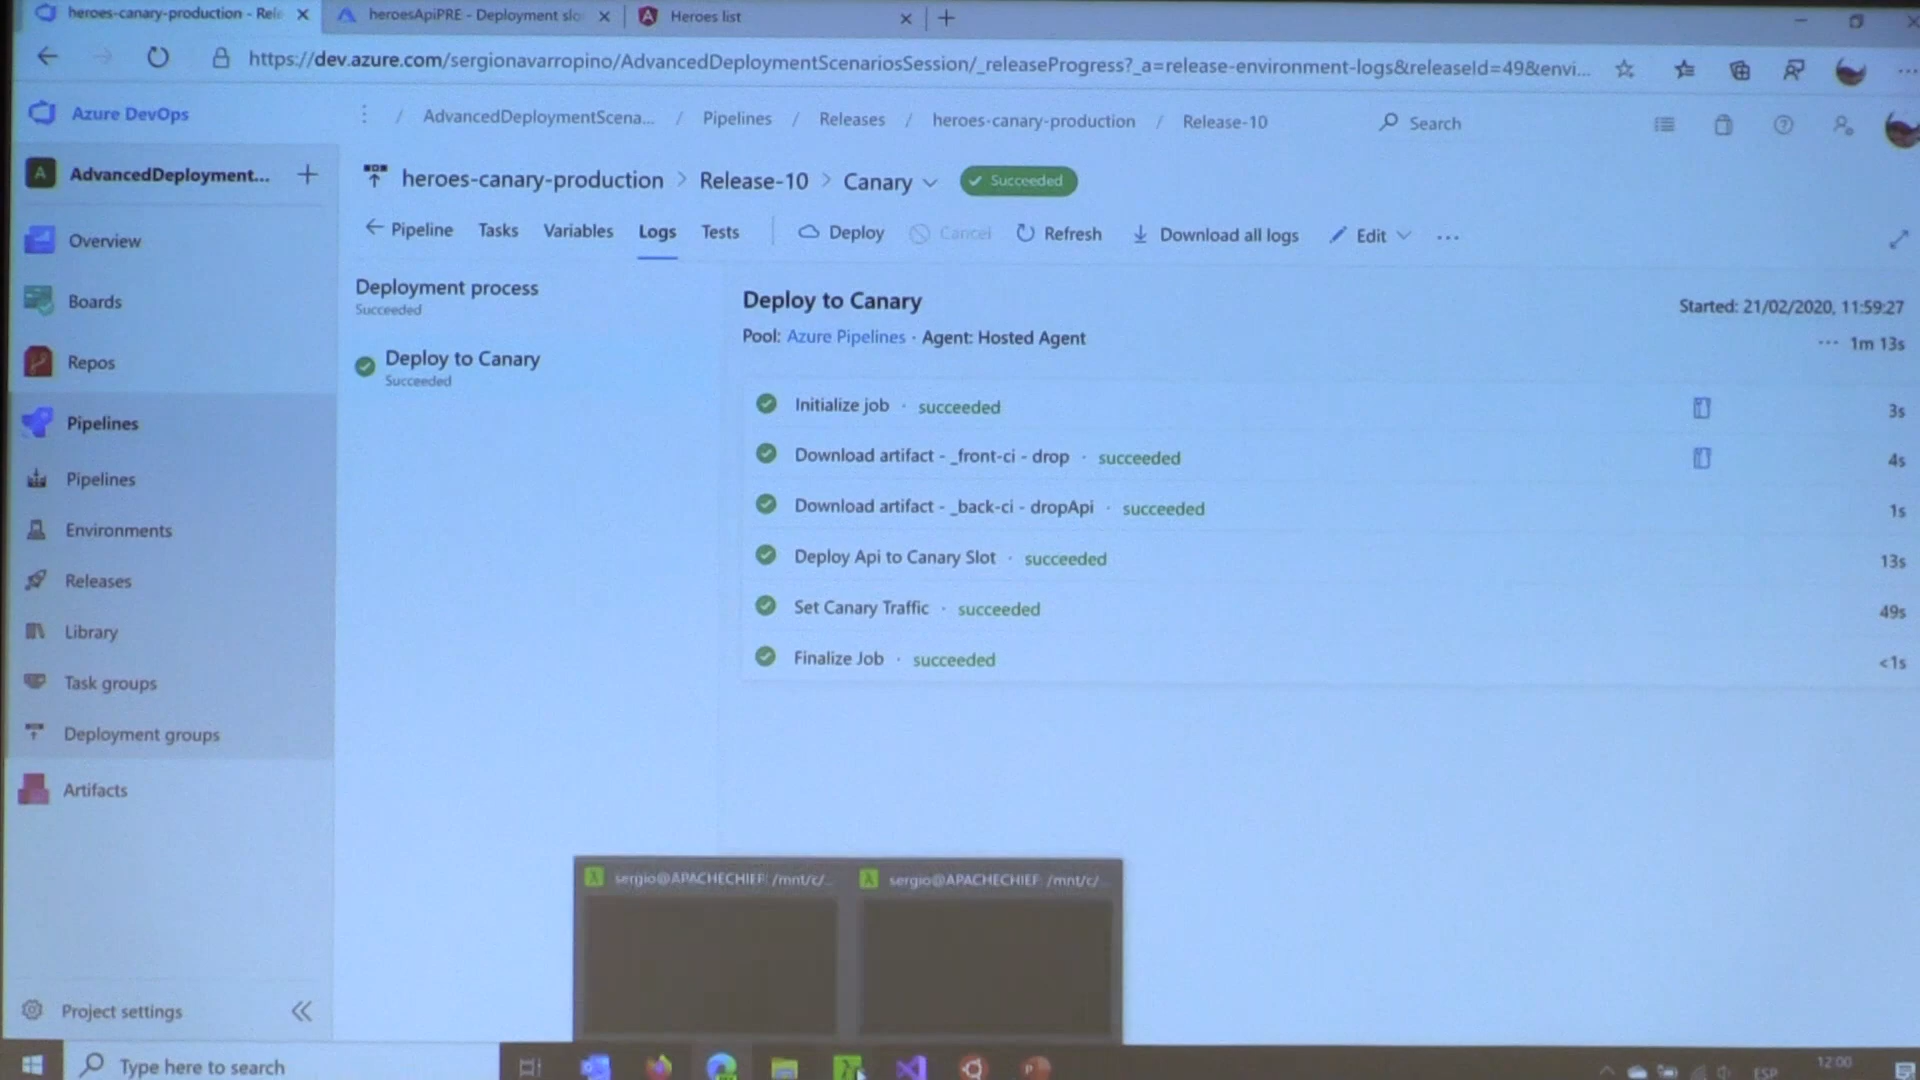 heroes-canary-production - Rel
heroesApiPRE - Deployment slo
Heroes list
https://dev.azure.com/sergionavarropino/AdvancedDeploymentScenariosSession/_releaseProgress?_a=release-environment-logs&releaseId=49&envi...
Azure DevOps
/ AdvancedDeploymentScena... / Pipelines / Releases / heroes-canary-production / Release-10
Search
A AdvancedDeployment... +
heroes-canary-production > Release-10 > Canary
Succeeded
Pipeline Tasks Variables Logs Tests Deploy Cancel Refresh Download all logs Edit ...
Overview
Boards
Repos
Pipelines
Pipelines
Environments
Releases
Library
Task groups
Deployment groups
Artifacts
Project settings
Deployment process
Succeeded
Deploy to Canary
Succeeded
Deploy to Canary
Started: 21/02/2020, 11:59:27
Pool: Azure Pipelines · Agent: Hosted Agent
... 1m 13s
Initialize job · succeeded 3s
Download artifact - _front-ci - drop · succeeded 4s
Download artifact - _back-ci - dropApi · succeeded 1s
Deploy Api to Canary Slot · succeeded 13s
Set Canary Traffic · succeeded 49s
Finalize Job · succeeded <1s
sergio@APACHECHIEF: /mnt/c/...
sergio@APACHECHIEF: /mnt/c/...
Type here to search
ESP
12:00